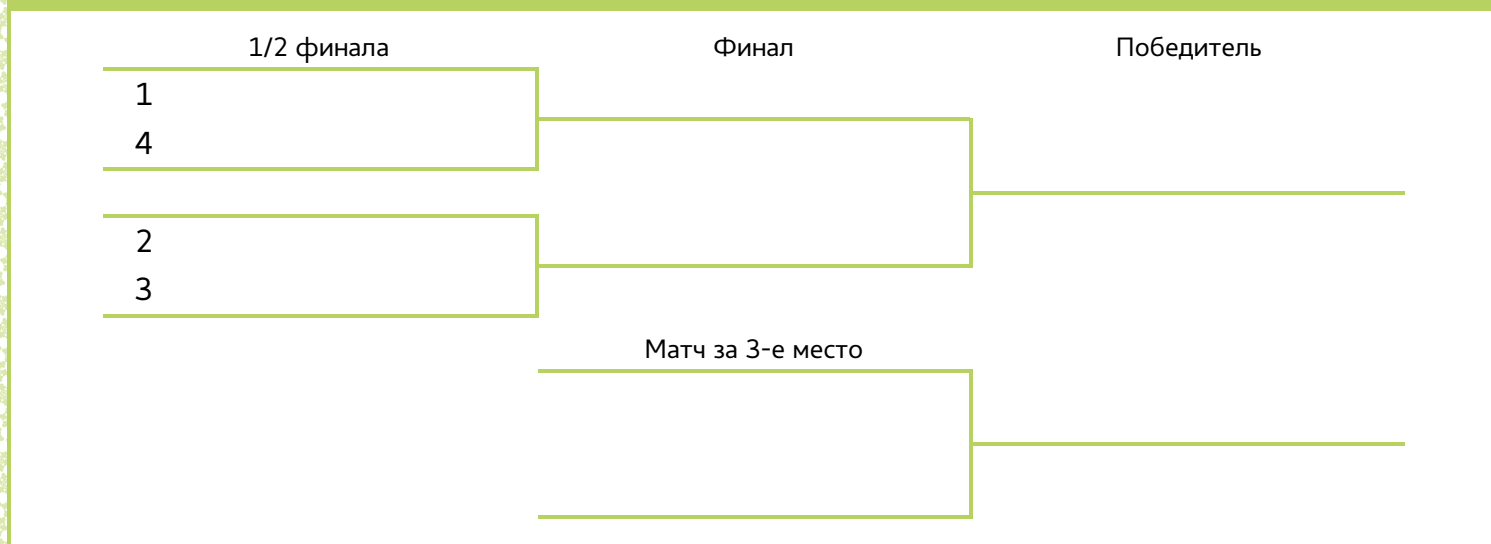 1/2 финала
Финал
Победитель
1
4
2
3
Матч за 3-е место